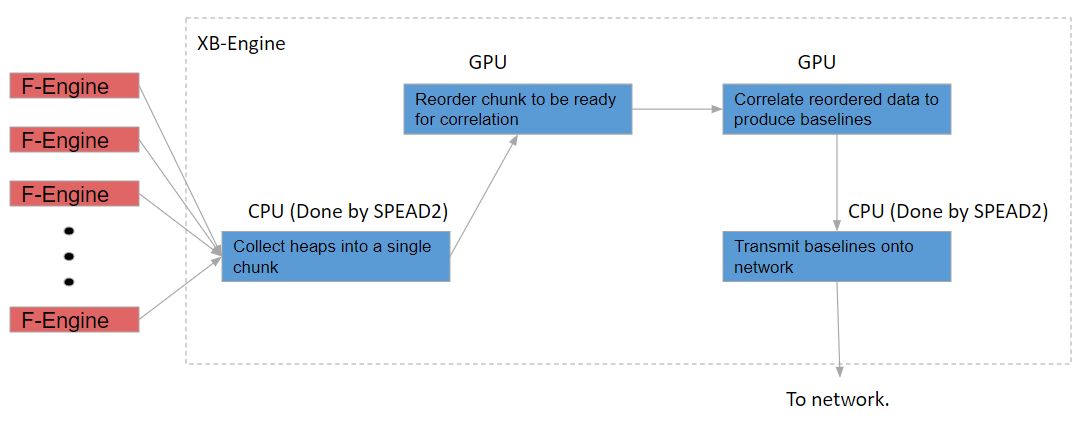 XB-Engine
F-Engine
F-Engine
F-Engine
F-Engine
CPU (Done by SPEAD2)
Collect heaps into a single
chunk
GPU
Reorder chunk to be ready
for correlation
GPU
Correlate reordered data to
produce baselines
CPU (Done by SPEAD2)
Transmit baselines onto
network
To network.